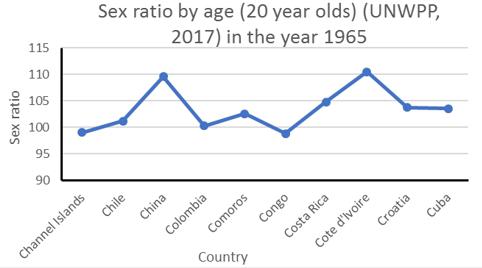 Sex ratio by age (20 year olds) (UNWPP,
2017) in the year 1965
115
110
105
100
95
90
Sex ratio
Channel Islands
Chile
China
Colombia
Comoros
Congo
Costa Rica
Cote d'Ivoire
Croatia
Cuba
Country